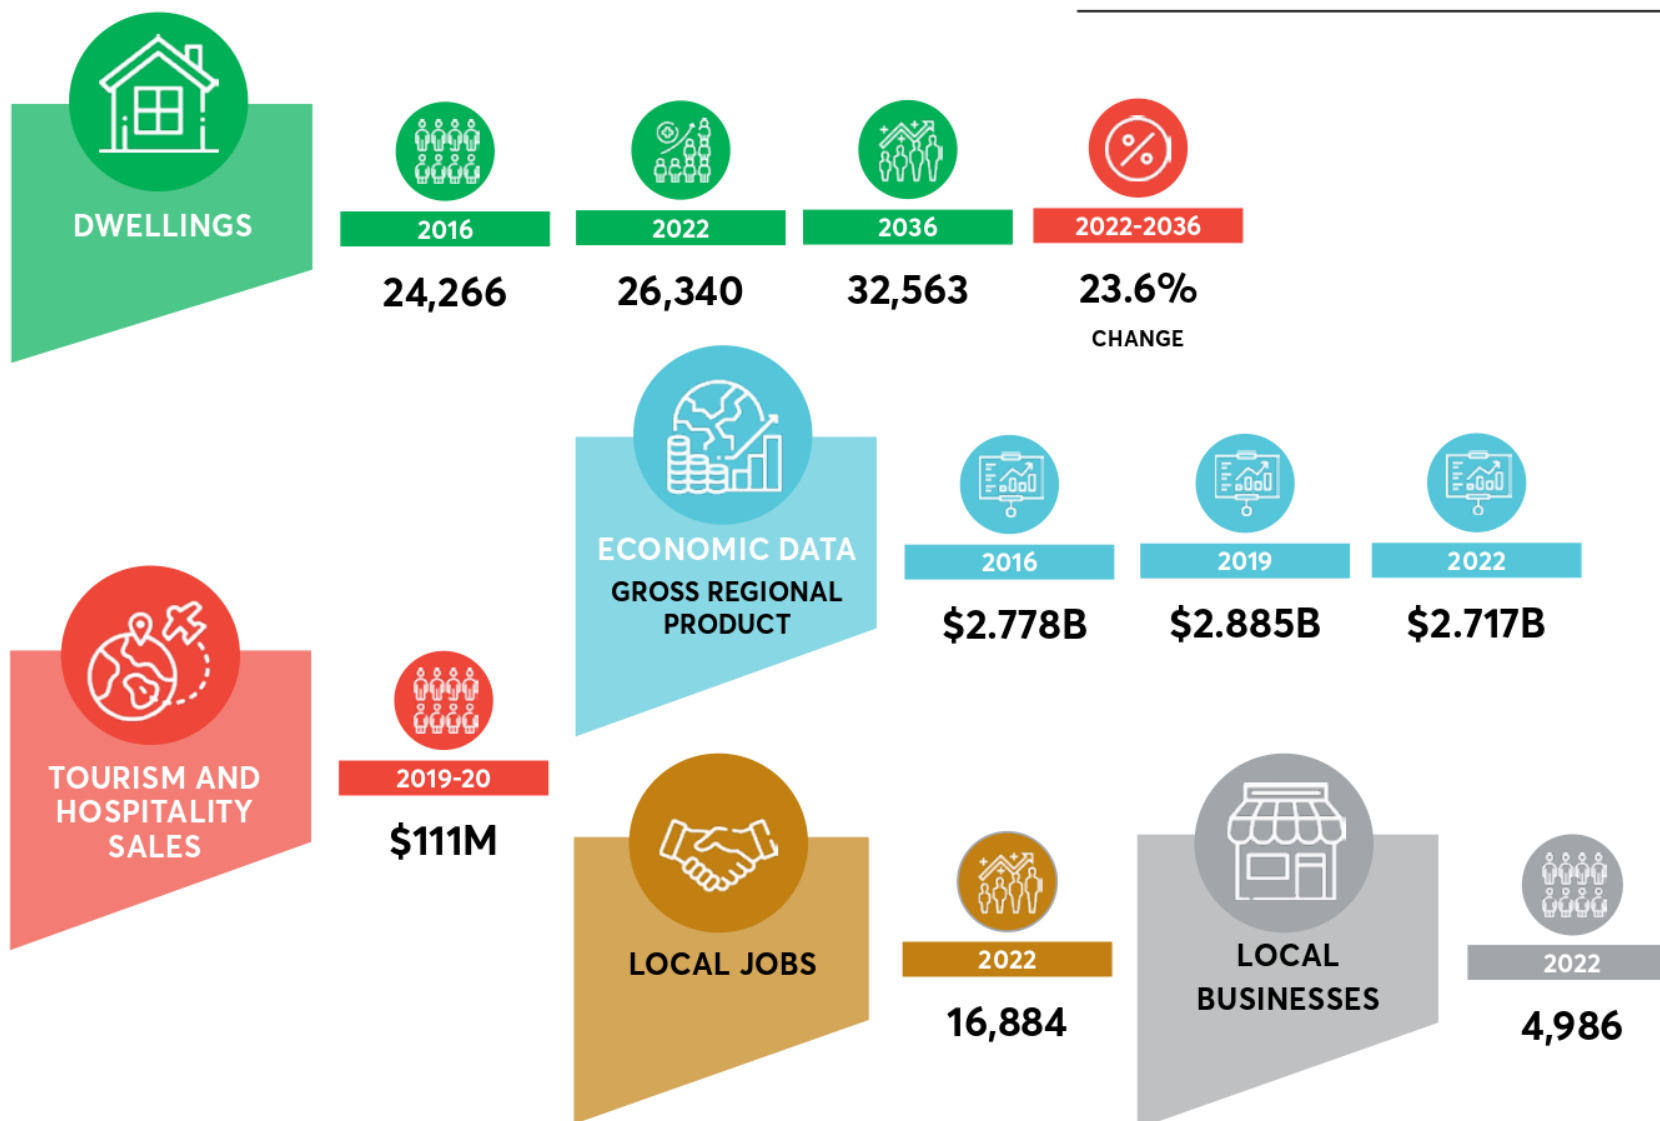 DWELLINGS
2016
24,266
2022
26,340
2036
32,563
2022-2036
23.6%
CHANGE
ECONOMIC DATA
GROSS REGIONAL
PRODUCT
2016
$2.778B
2019
$2.885B
2022
$2.717B
TOURISM AND
HOSPITALITY
SALES
2019-20
$111M
LOCAL JOBS
2022
16,884
LOCAL
BUSINESSES
2022
4,986